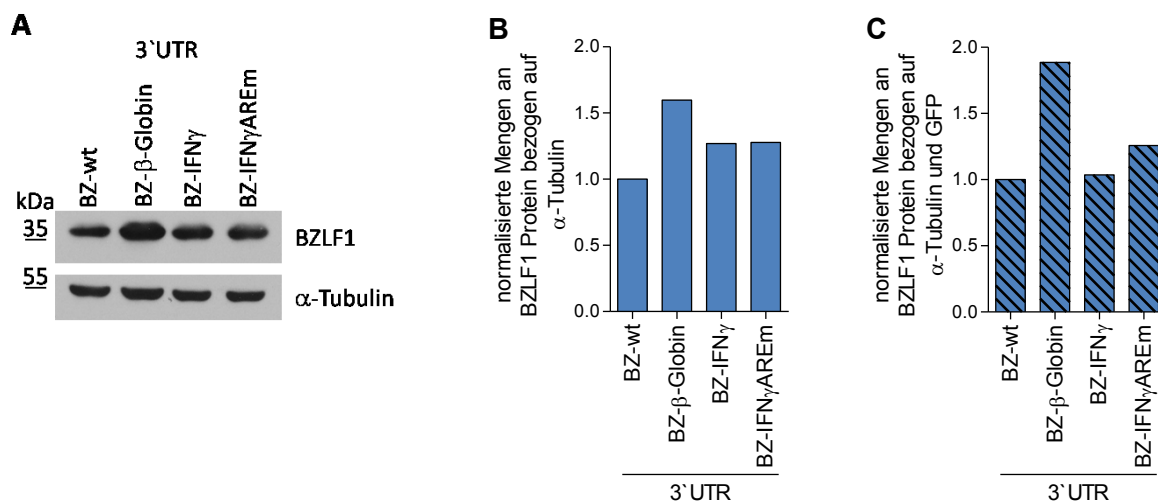 A
3`UTR
BZ-wt
BZ-β-Globin
BZ-IFNγ
BZ-IFNγAREm
kDa
35
BZLF1
55
α-Tubulin
B
normalisierte Mengen an
BZLF1 Protein bezogen auf
α-Tubulin
2.0
1.5
1.0
0.5
0.0
BZ-wt
BZ-β-Globin
BZ-IFNγ
BZ-IFNγAREm
3`UTR
C
normalisierte Mengen an
BZLF1 Protein bezogen auf
α-Tubulin und GFP
2.0
1.5
1.0
0.5
0.0
BZ-wt
BZ-β-Globin
BZ-IFNγ
BZ-IFNγAREm
3`UTR